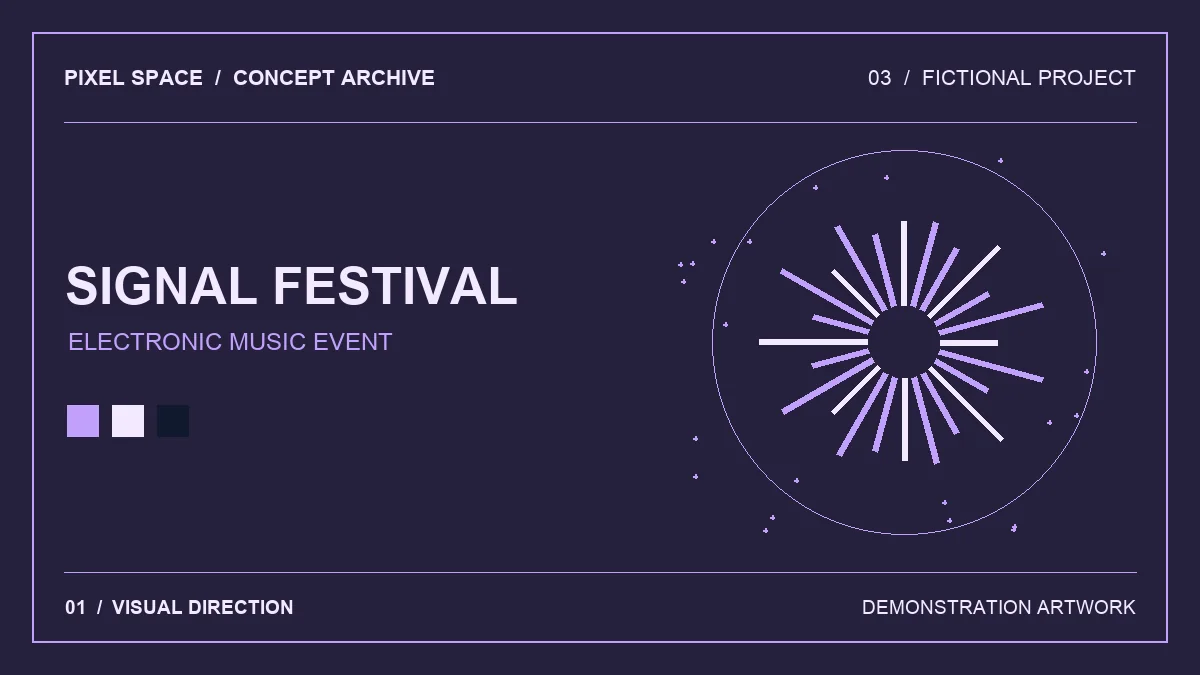 PIXEL SPACE / CONCEPT ARCHIVE
03 / FICTIONAL PROJECT
SIGNAL FESTIVAL
ELECTRONIC MUSIC EVENT
01 / VISUAL DIRECTION
DEMONSTRATION ARTWORK